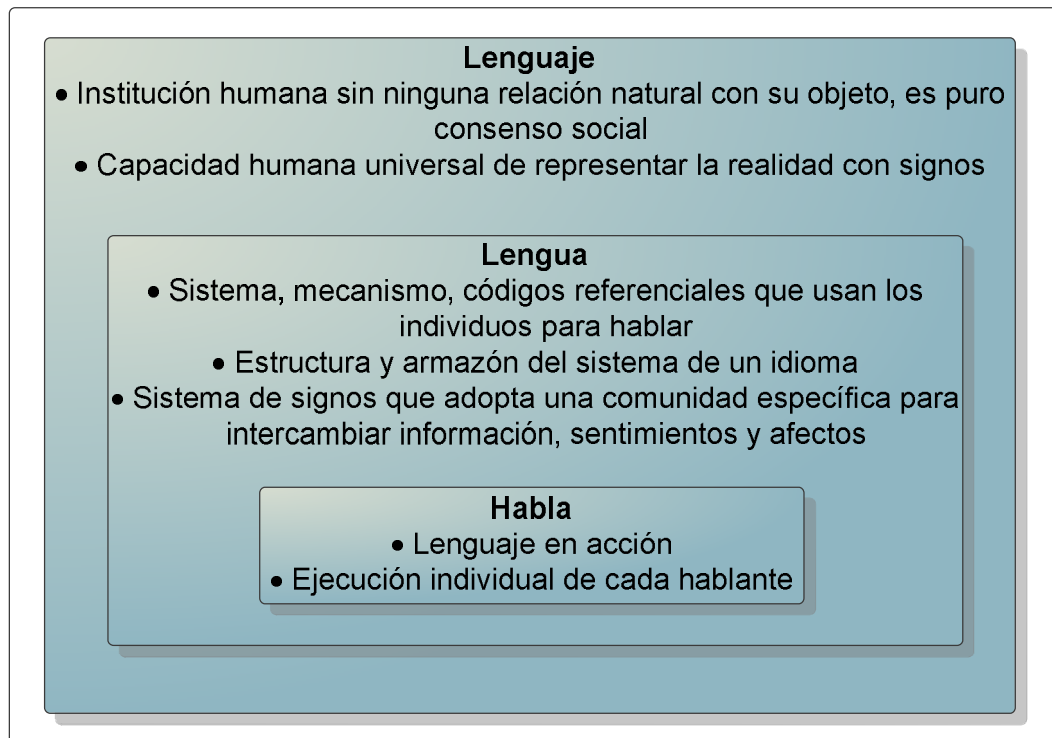 Lenguaje
• Institución humana sin ninguna relación natural con su objeto, es puro
consenso social
• Capacidad humana universal de representar la realidad con signos
Lengua
• Sistema, mecanismo, códigos referenciales que usan los
individuos para hablar
• Estructura y armazón del sistema de un idioma
• Sistema de signos que adopta una comunidad específica para
intercambiar información, sentimientos y afectos
Habla
• Lenguaje en acción
• Ejecución individual de cada hablante